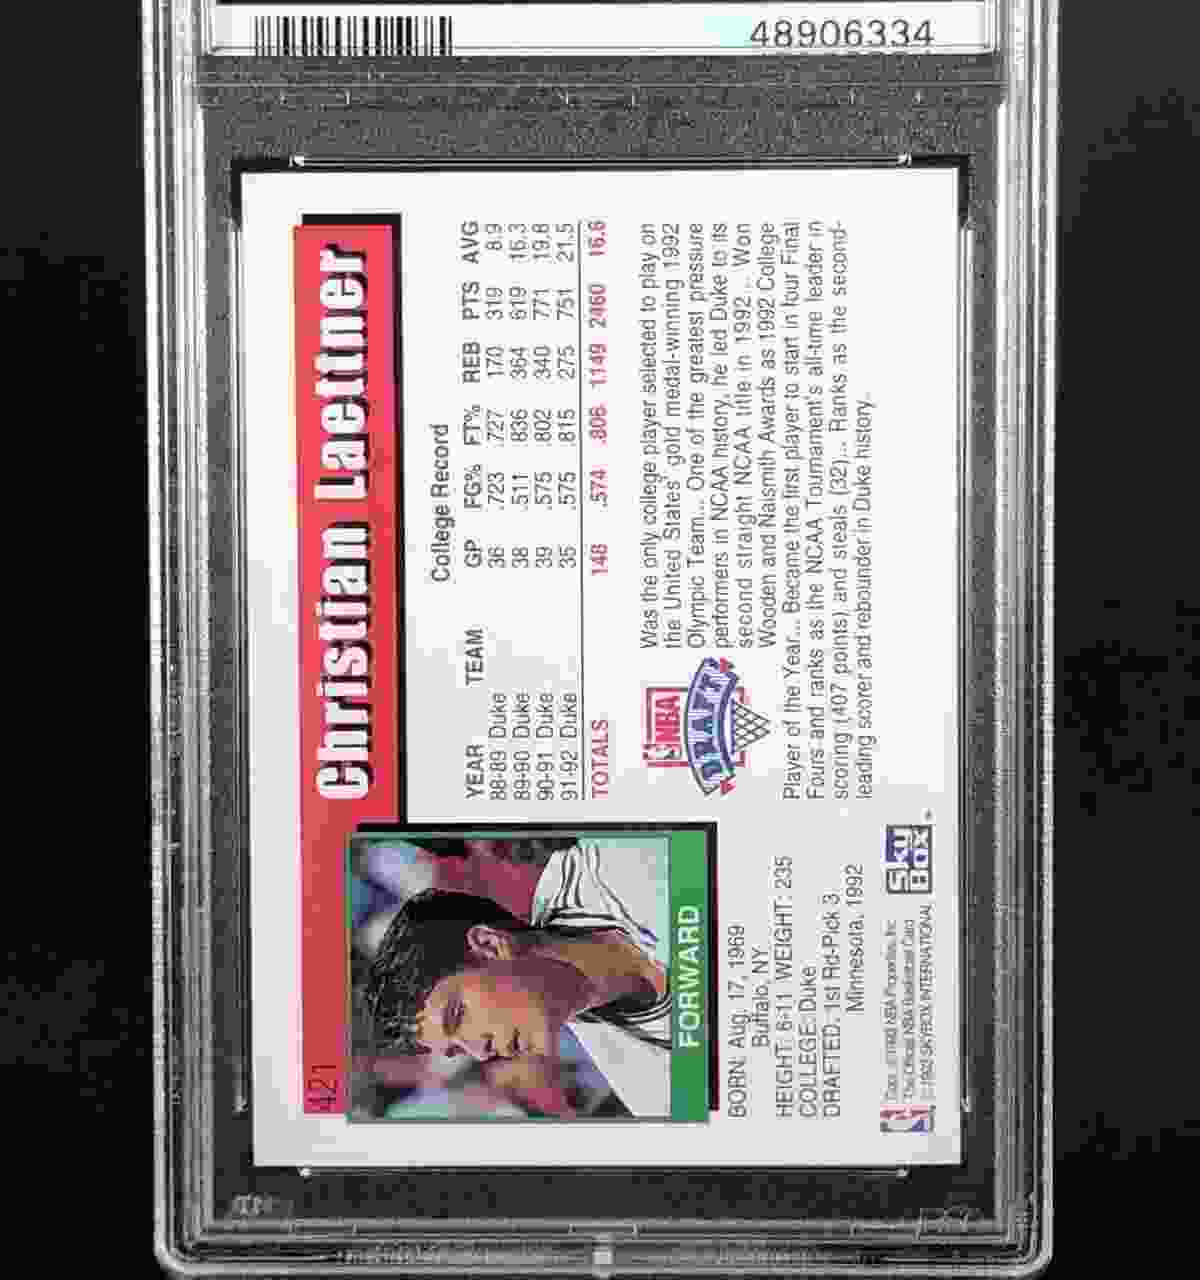 48906334
421
Christian Laettner
FORWARD
BORN: Aug. 17, 1969
Buffalo, NY
HEIGHT: 6-11 WEIGHT: 235
COLLEGE: Duke
DRAFTED: 1st Rd-Pick 3
Minnesota, 1992
College Record
YEAR TEAM GP FG% FT% REB PTS AVG
88-89 Duke 36 .723 .727 170 319 8.9
89-90 Duke 38 .511 .836 364 619 16.3
90-91 Duke 39 .575 .802 340 771 19.8
91-92 Duke 35 .575 .815 275 751 21.5
TOTALS 148 .574 .806 1149 2460 16.6
NBA
DRAFT
Was the only college player selected to play on
the United States' gold medal-winning 1992
Olympic Team... One of the greatest pressure
performers in NCAA history, he led Duke to its
second straight NCAA title in 1992... Won
Wooden and Naismith Awards as 1992 College
Player of the Year... Became the first player to start in four Final
Fours and ranks as the NCAA Tournament's all-time leader in
scoring (407 points) and steals (32)... Ranks as the second-
leading scorer and rebounder in Duke history.
NBA Properties, Inc.
The Official NBA Basketball Card
SKYBOX INTERNATIONAL
SkyBox